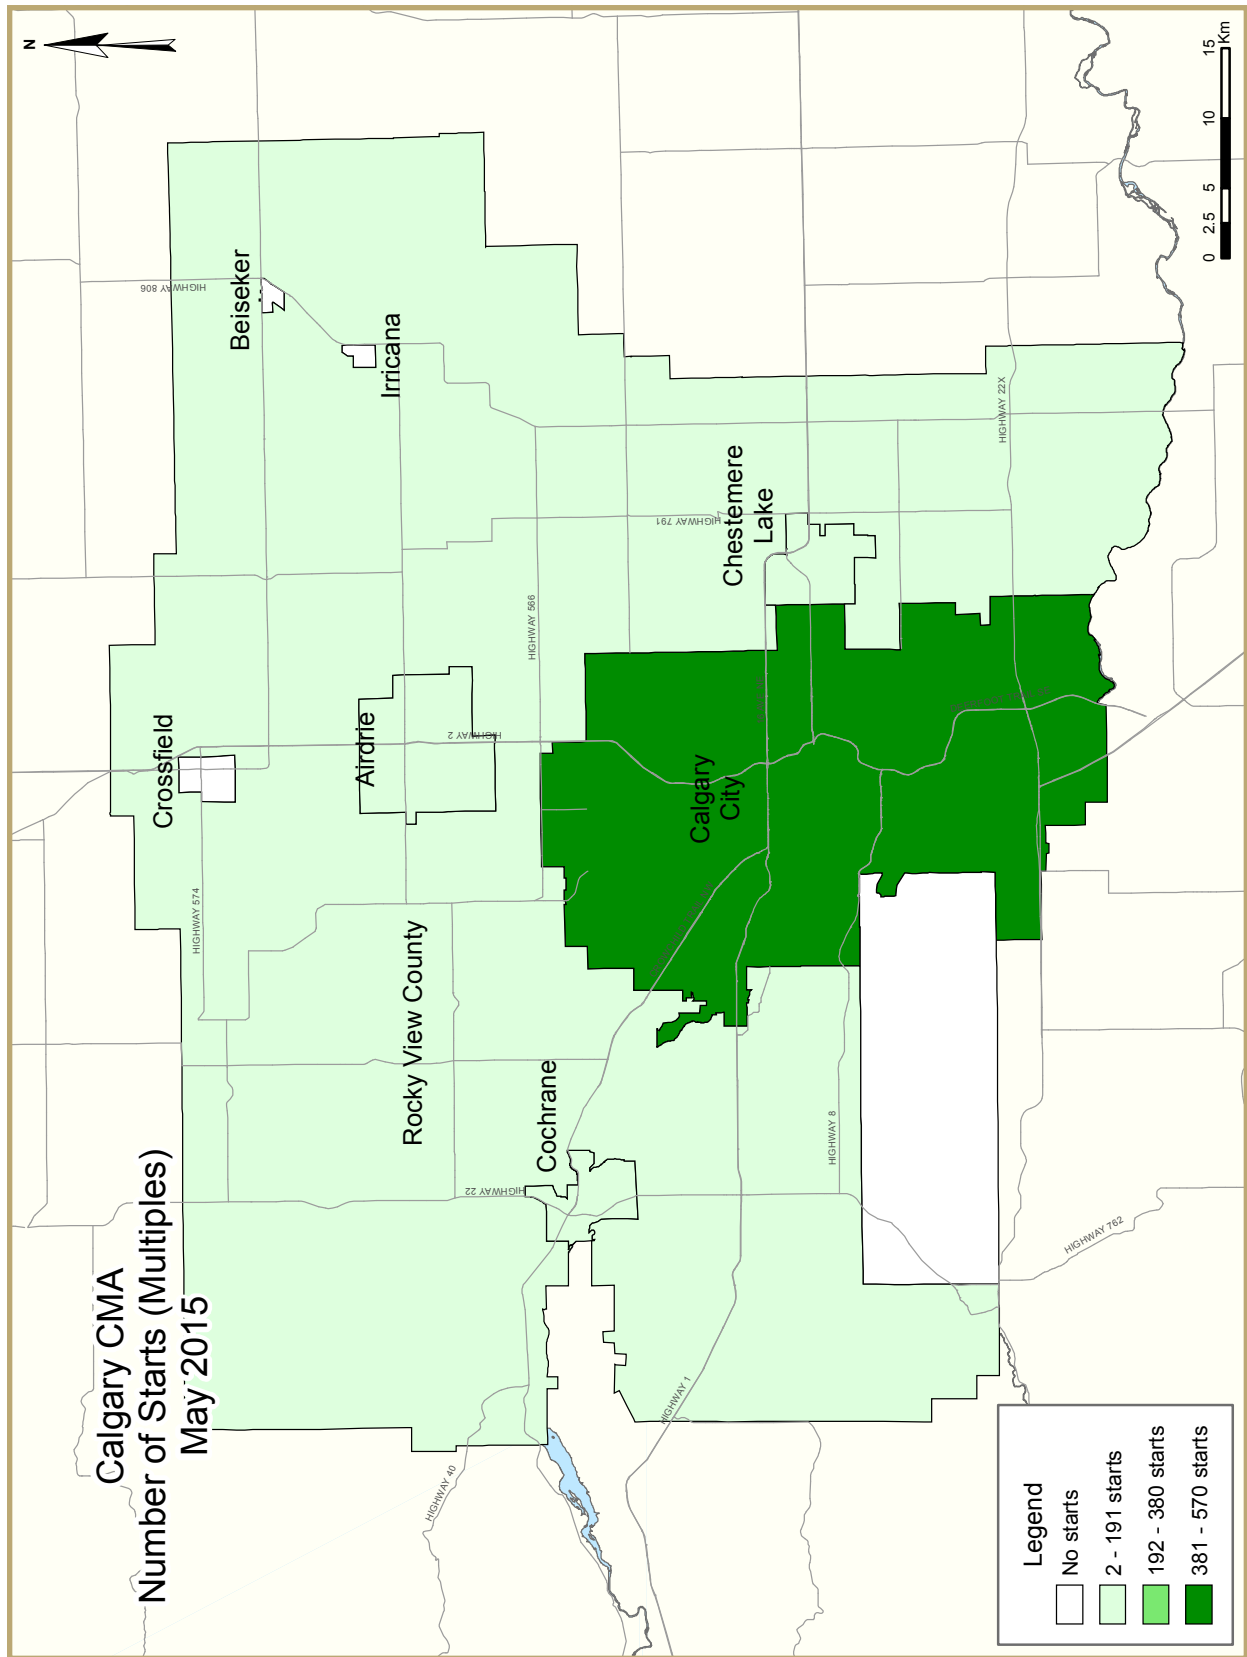 Calgary CMA
Number of Starts (Multiples)
May 2015
N
Crossfield
Beiseker
Irricana
Airdrie
Rocky View County
Cochrane
Calgary
City
Chestemere
Lake
HIGHWAY 574
HIGHWAY 806
HIGHWAY 2
HIGHWAY 566
HIGHWAY 791
HIGHWAY 22
HIGHWAY 40
HIGHWAY 1
HIGHWAY 8
HIGHWAY 22X
HIGHWAY 762
Legend
No starts
2 - 191 starts
192 - 380 starts
381 - 570 starts
0 2.5 5 10 15
Km